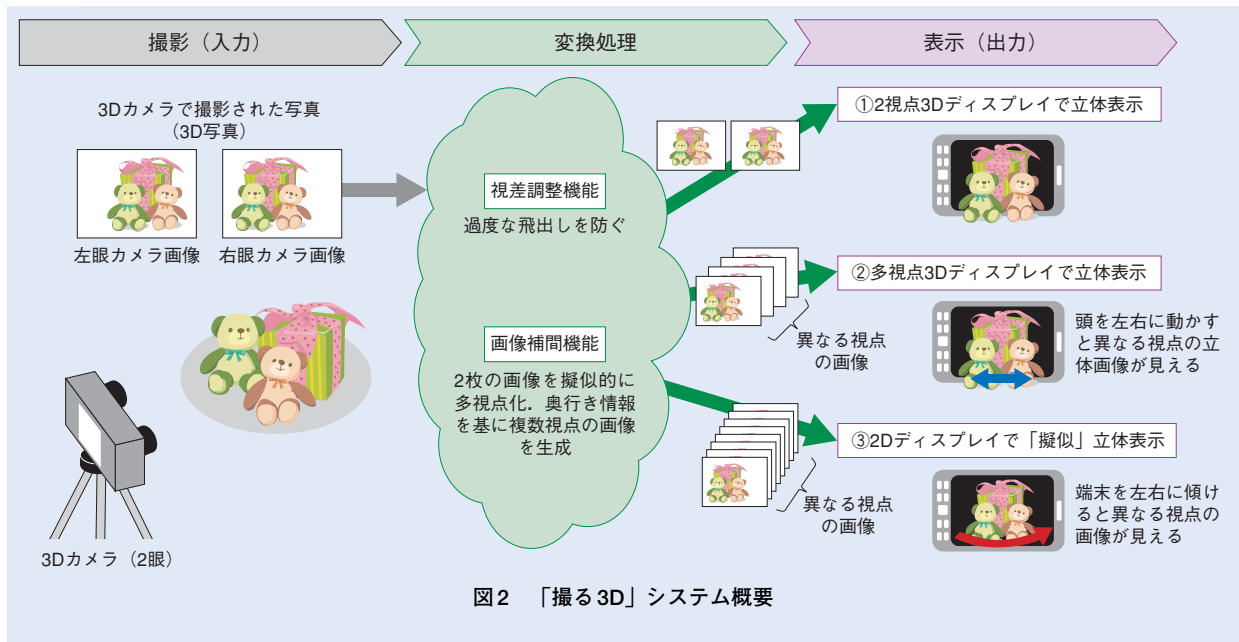 撮影（入力）
変換処理
表示（出力）
3Dカメラで撮影された写真
（3D写真）
左眼カメラ画像
右眼カメラ画像
3Dカメラ（2眼）
視差調整機能
過度な飛出しを防ぐ
画像補間機能
2枚の画像を擬似的に
多視点化．奥行き情報
を基に複数視点の画像
を生成
①2視点3Dディスプレイで立体表示
②多視点3Dディスプレイで立体表示
異なる視点
の画像
頭を左右に動かす
と異なる視点の立
体画像が見える
③2Dディスプレイで「擬似」立体表示
異なる視点
の画像
端末を左右に傾け
ると異なる視点の
画像が見える
図2　「撮る3D」システム概要